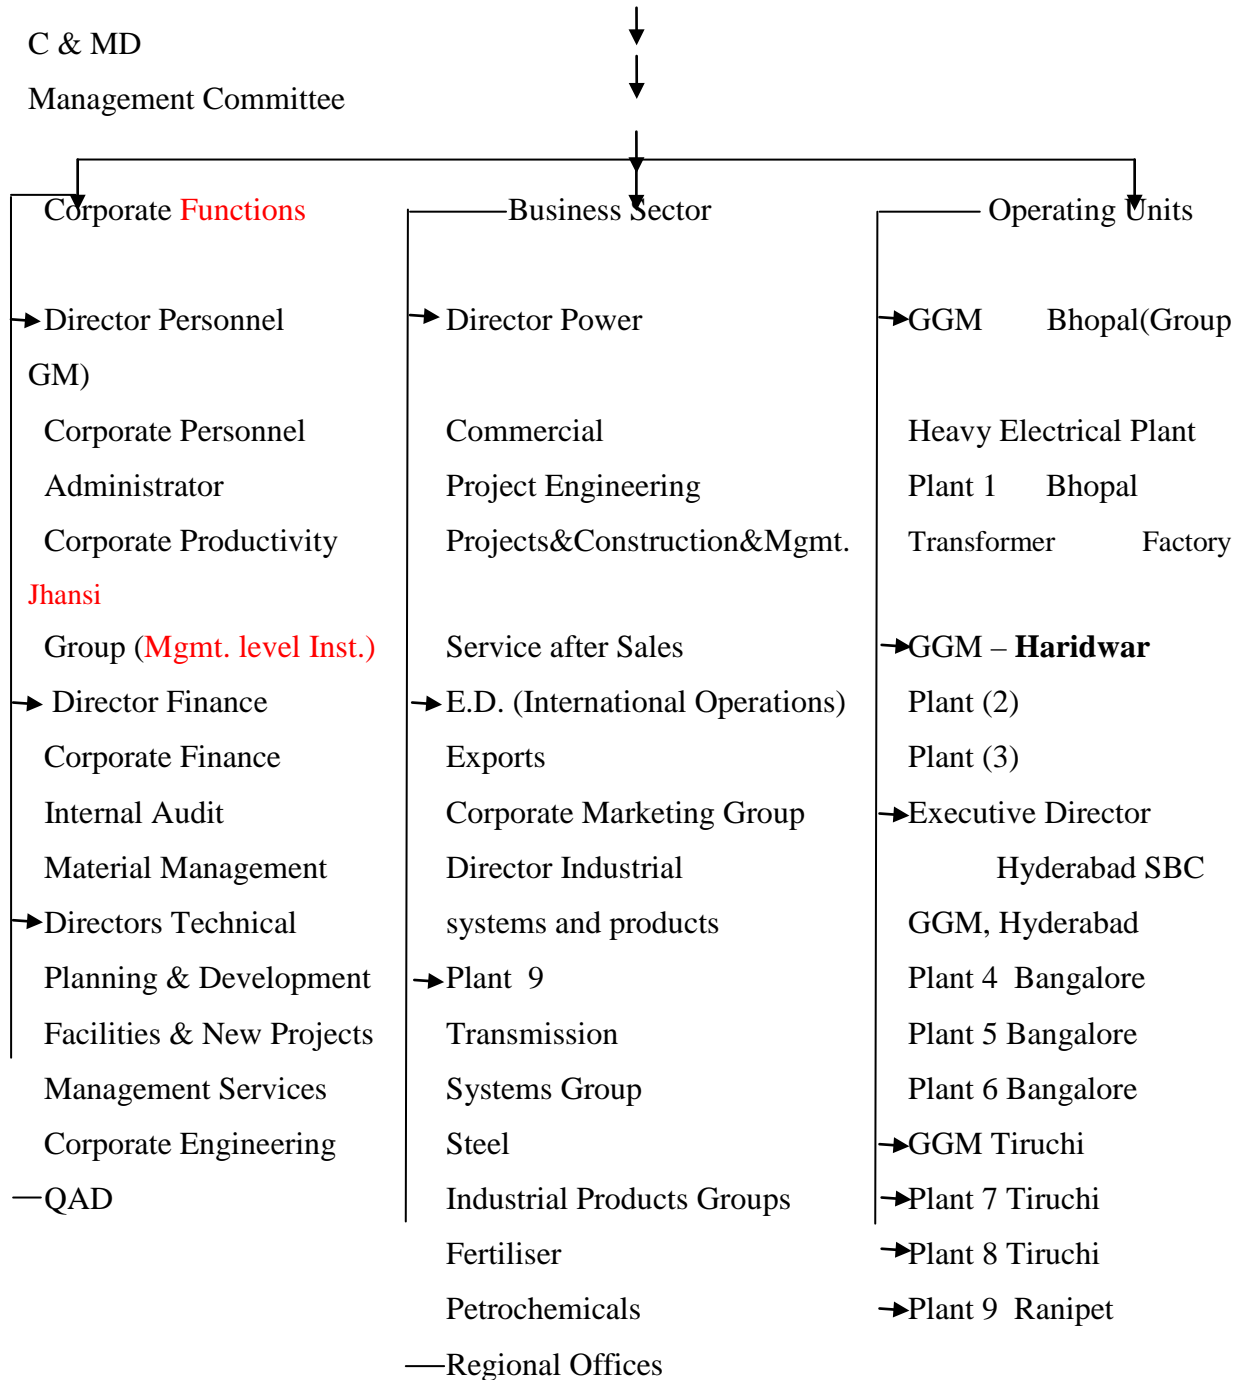 C & MD
Management Committee
Corporate Functions Business Sector Operating Units
Director Personnel Director Power GGM Bhopal(Group
GM)
Corporate Personnel Commercial Heavy Electrical Plant
Administrator Project Engineering Plant 1 Bhopal
Corporate Productivity Projects&Construction&Mgmt. Transformer Factory
Jhansi
Group (Mgmt. level Inst.) Service after Sales GGM – Haridwar
Director Finance E.D. (International Operations) Plant (2)
Corporate Finance Exports Plant (3)
Internal Audit Corporate Marketing Group Executive Director
Material Management Director Industrial Hyderabad SBC
Directors Technical systems and products GGM, Hyderabad
Planning & Development Plant 9 Plant 4 Bangalore
Facilities & New Projects Transmission Plant 5 Bangalore
Management Services Systems Group Plant 6 Bangalore
Corporate Engineering Steel GGM Tiruchi
QAD Industrial Products Groups Plant 7 Tiruchi
Fertiliser Plant 8 Tiruchi
Petrochemicals Plant 9 Ranipet
Regional Offices